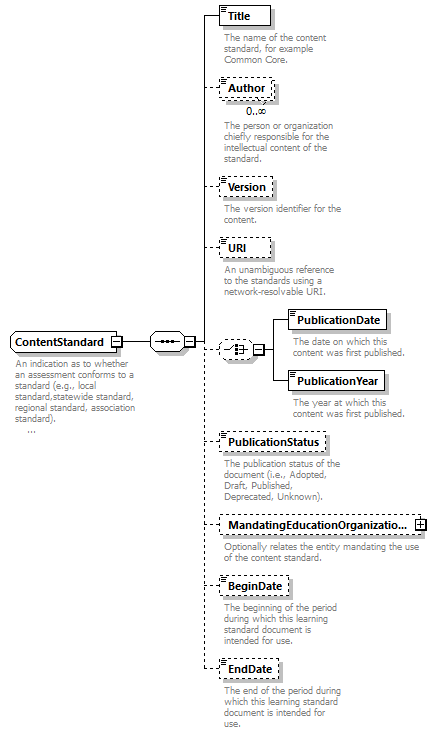 Title
The name of the content
standard, for example
Common Core.
Author
0..∞
The person or organization
chiefly responsible for the
intellectual content of the
standard.
Version
The version identifier for the
content.
URI
An unambiguous reference
to the standards using a
network-resolvable URI.
ContentStandard
An indication as to whether
an assessment conforms to a
standard (e.g., local
standard,statewide standard,
regional standard, association
standard).
...
PublicationDate
The date on which this
content was first published.
PublicationYear
The year at which this
content was first published.
PublicationStatus
The publication status of the
document (i.e., Adopted,
Draft, Published,
Deprecated, Unknown).
MandatingEducationOrganizatio...
Optionally relates the entity mandating the use
of the content standard.
BeginDate
The beginning of the period
during which this learning
standard document is
intended for use.
EndDate
The end of the period during
which this learning standard
document is intended for
use.